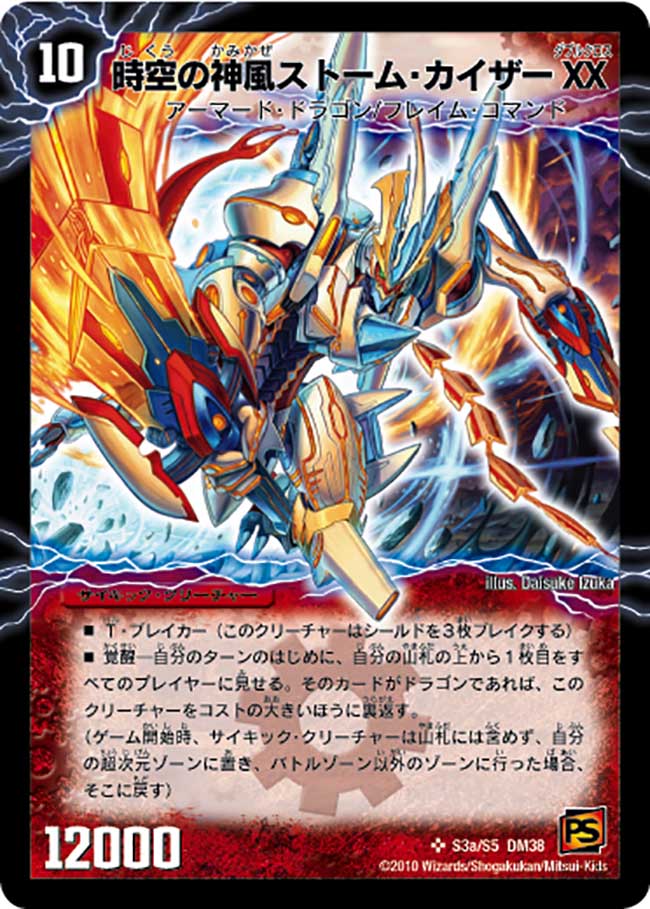 10
時空の神風ストーム・カイザー XX
じくう かみかぜ ダブルクロス
アーマード・ドラゴン/フレイム・コマンド
illus. Daisuke Izuka
サイキック・クリーチャー
■ T・ブレイカー（このクリーチャーはシールドを３枚ブレイクする）
■ 覚醒―自分のターンのはじめに、自分の山札の上から１枚目をす
べてのプレイヤーに見せる。そのカードがドラゴンであれば、この
クリーチャーをコストの大きいほうに裏返す。
（ゲーム開始時、サイキック・クリーチャーは山札には含めず、自分
の超次元ゾーンに置き、バトルゾーン以外のゾーンに行った場合、
そこに戻す）
12000
S3a/S5 DM38
PS
©2010 Wizards/Shogakukan/Mitsui-Kids